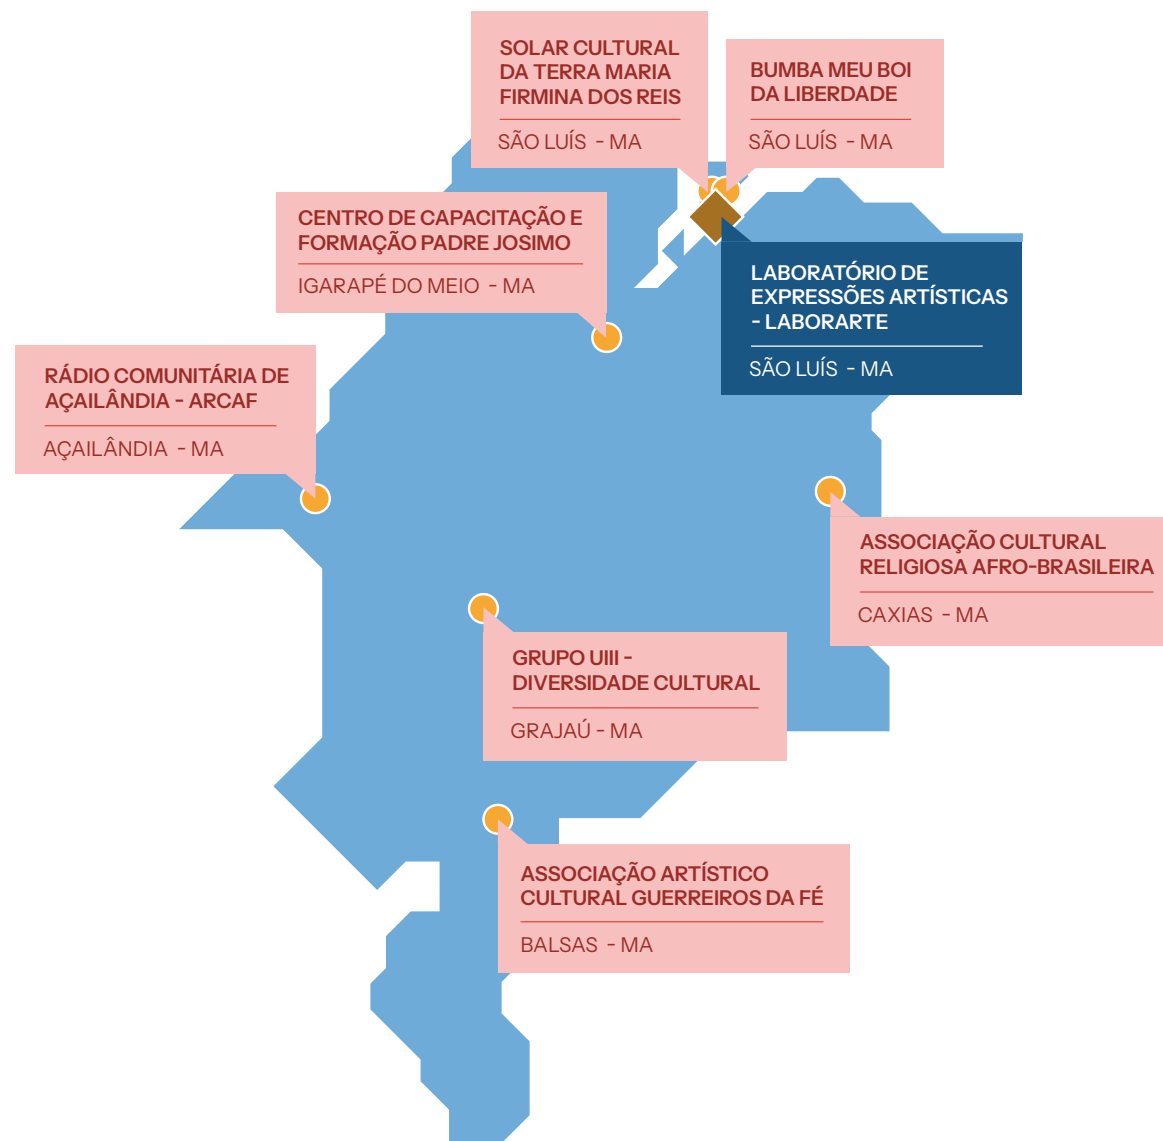 SOLAR CULTURAL
DA TERRA MARIA
FIRMINA DOS REIS
SÃO LUÍS - MA
BUMBA MEU BOI
DA LIBERDADE
SÃO LUÍS - MA
CENTRO DE CAPACITAÇÃO E
FORMAÇÃO PADRE JOSIMO
IGARAPÉ DO MEIO - MA
LABORATÓRIO DE
EXPRESSÕES ARTÍSTICAS
- LABORARTE
SÃO LUÍS - MA
RÁDIO COMUNITÁRIA DE
AÇAILÂNDIA - ARCAF
AÇAILÂNDIA - MA
ASSOCIAÇÃO CULTURAL
RELIGIOSA AFRO-BRASILEIRA
CAXIAS - MA
GRUPO UIII -
DIVERSIDADE CULTURAL
GRAJAÚ - MA
ASSOCIAÇÃO ARTÍSTICO
CULTURAL GUERREIROS DA FÉ
BALSAS - MA